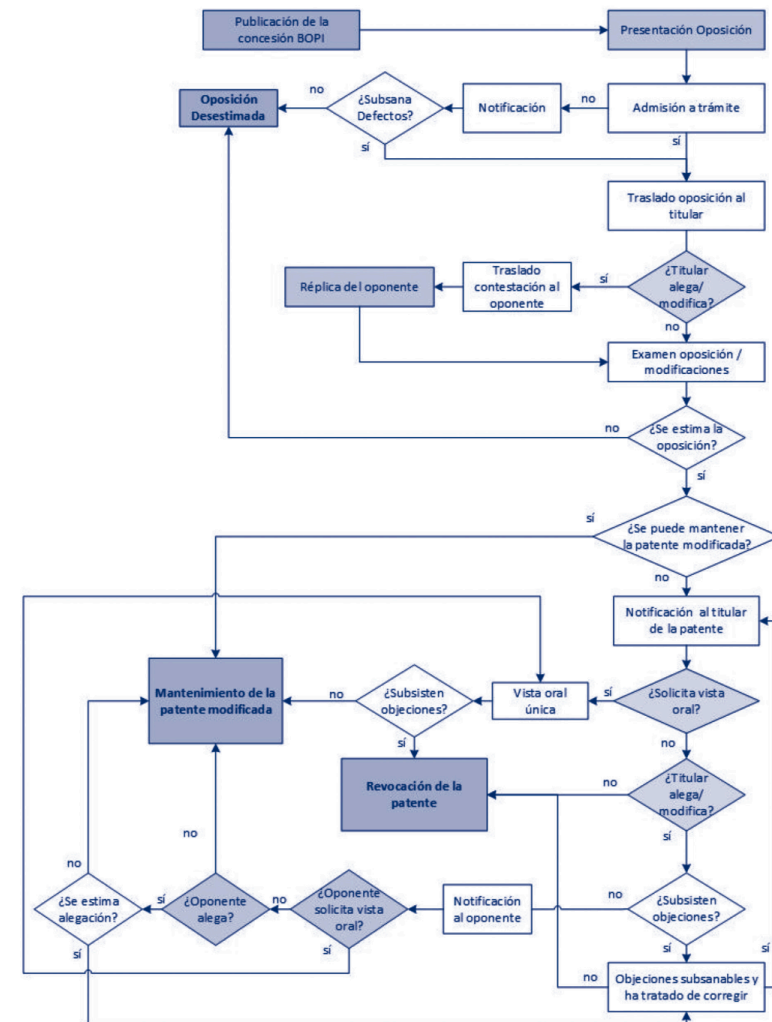 Publicación de la
concesión BOPI
Presentación Oposición
Oposición
Desestimada
no
¿Subsana
Defectos?
Notificación
no
Admisión a trámite
sí
sí
Traslado oposición al
titular
Réplica del oponente
Traslado
contestación al
oponente
sí
¿Titular
alega/
modifica?
no
Examen oposición /
modificaciones
no
¿Se estima la
oposición?
sí
sí
¿Se puede mantener
la patente modificada?
no
Notificación al titular
de la patente
Mantenimiento de la
patente modificada
no
¿Subsisten
objeciones?
Vista oral
única
sí
¿Solicita vista
oral?
sí
no
Revocación de la
patente
no
¿Titular
alega/
modifica?
sí
no
no
¿Se estima
alegación?
sí
¿Oponente
alega?
no
¿Oponente
solicita vista
oral?
Notificación
al oponente
no
¿Subsisten
objeciones?
sí
sí
sí
sí
no
Objeciones subsanables y
ha tratado de corregir